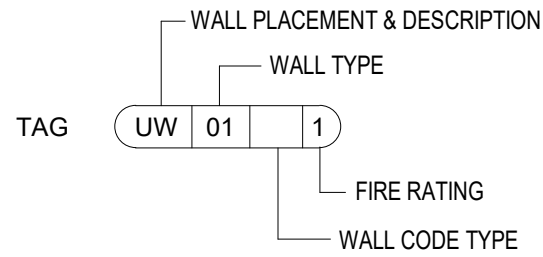 WALL PLACEMENT & DESCRIPTION
WALL TYPE
TAG UW 01 1
FIRE RATING
WALL CODE TYPE